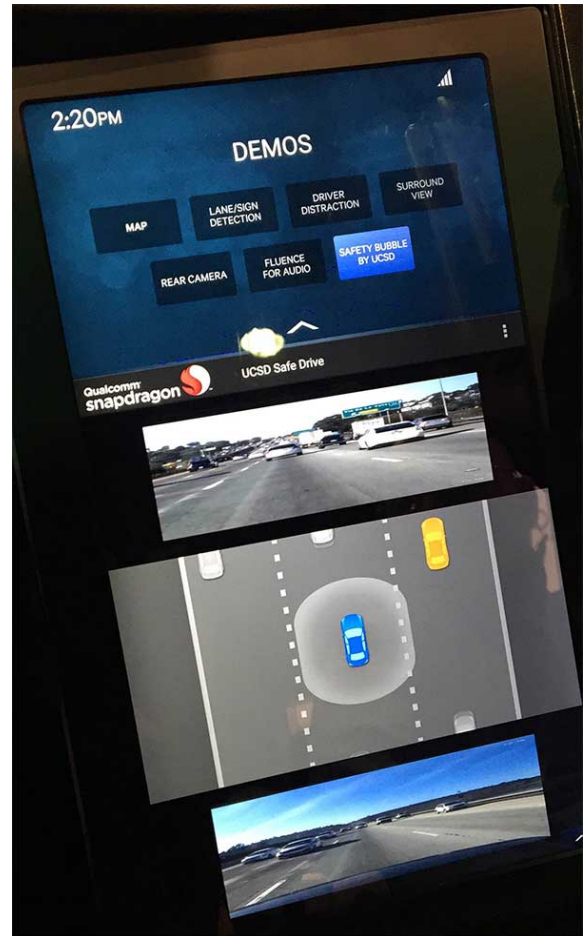 2:20PM
DEMOS
MAP
LANE/SIGN
DETECTION
DRIVER
DISTRACTION
SURROUND
VIEW
REAR CAMERA
FLUENCE
FOR AUDIO
SAFETY BUBBLE
BY UCSD
Qualcomm
snapdragon
UCSD Safe Drive